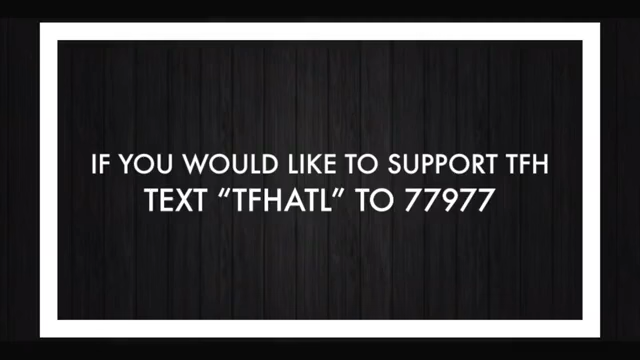 IF YOU WOULD LIKE TO SUPPORT TFH
TEXT “TFHATL” TO 77977